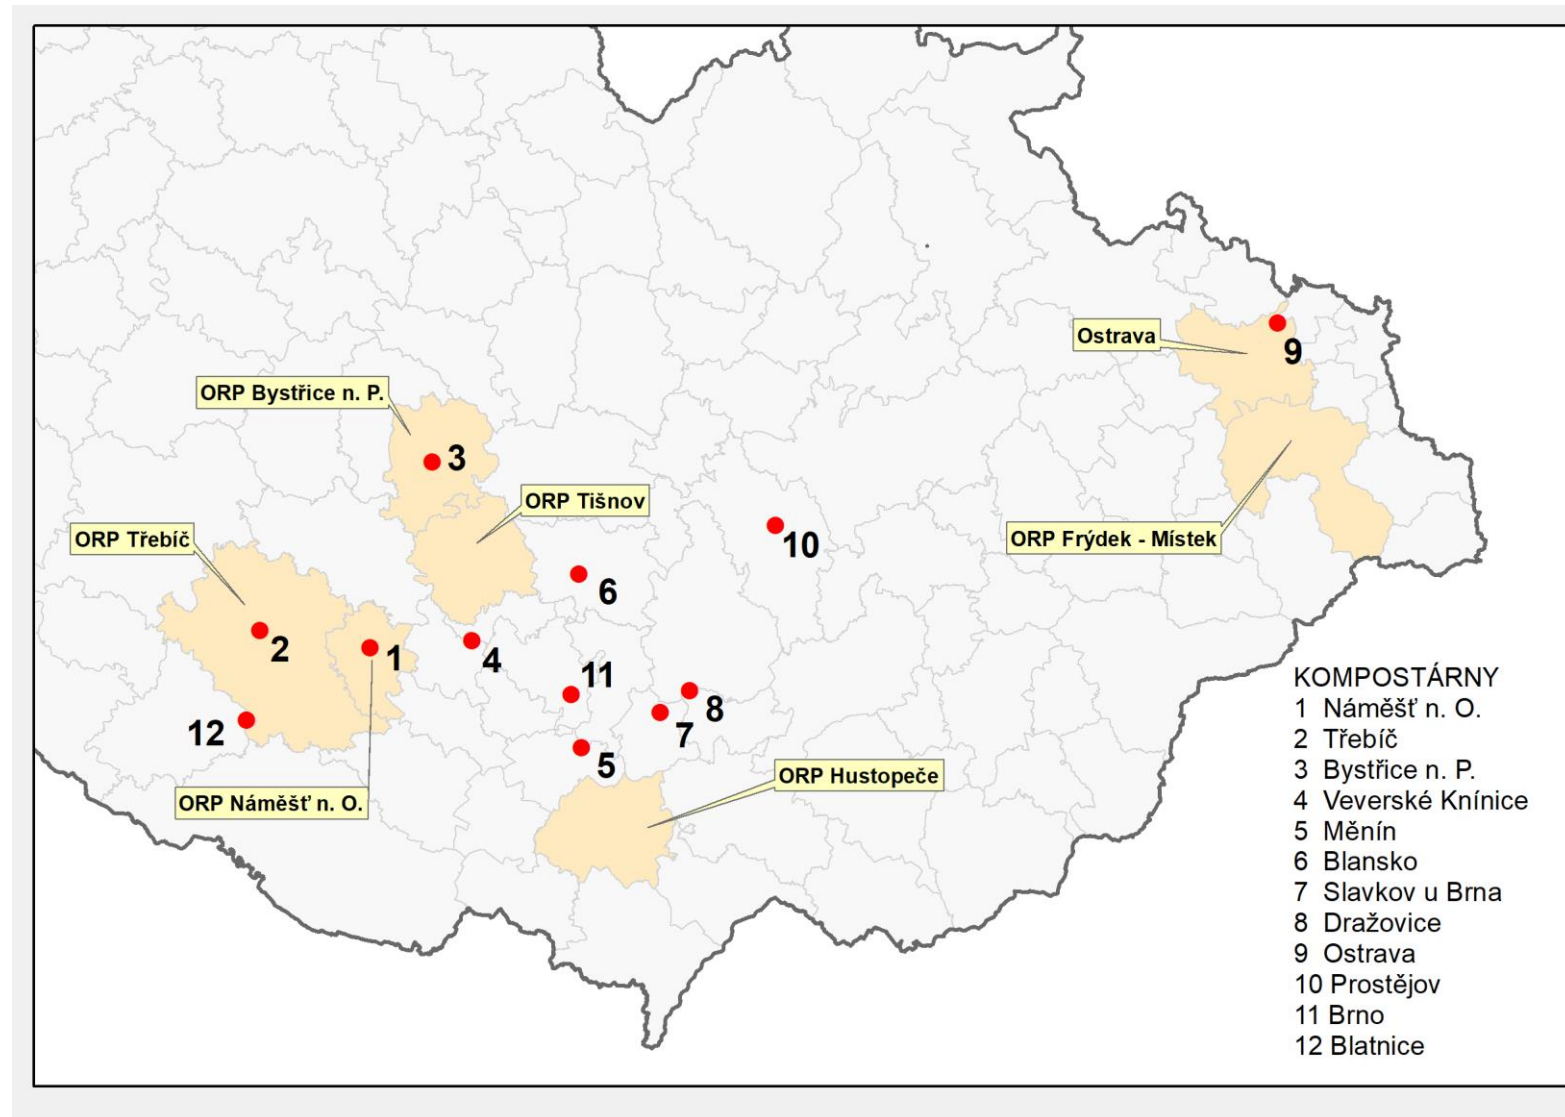 Ostrava
9
ORP Bystřice n. P.
3
ORP Tišnov
ORP Třebíč
10
ORP Frýdek - Místek
6
2
1
4
11
8
7
12
5
ORP Hustopeče
ORP Náměšť n. O.
KOMPOSTÁRNY
1 Náměšť n. O.
2 Třebíč
3 Bystřice n. P.
4 Veverské Knínice
5 Měnín
6 Blansko
7 Slavkov u Brna
8 Dražovice
9 Ostrava
10 Prostějov
11 Brno
12 Blatnice